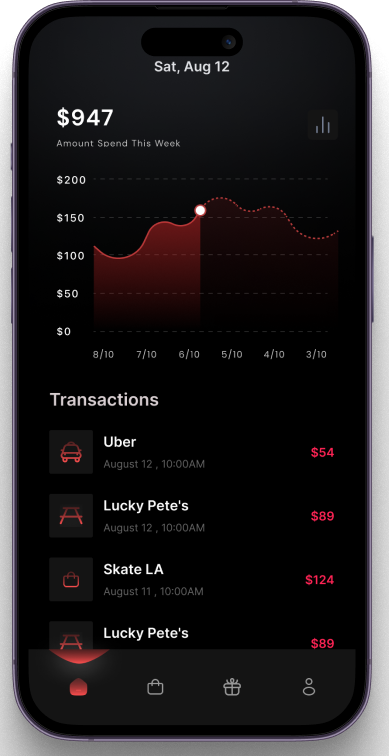 Sat, Aug 12
$947
Amount Spend This Week
$200
$150
$100
$50
$0
8/10 7/10 6/10 5/10 4/10 3/10
Transactions
Uber
$54
August 12 , 10:00AM
Lucky Pete's
$89
August 12 , 10:00AM
Skate LA
$124
August 11 , 10:00AM
Lucky Pete's
$89